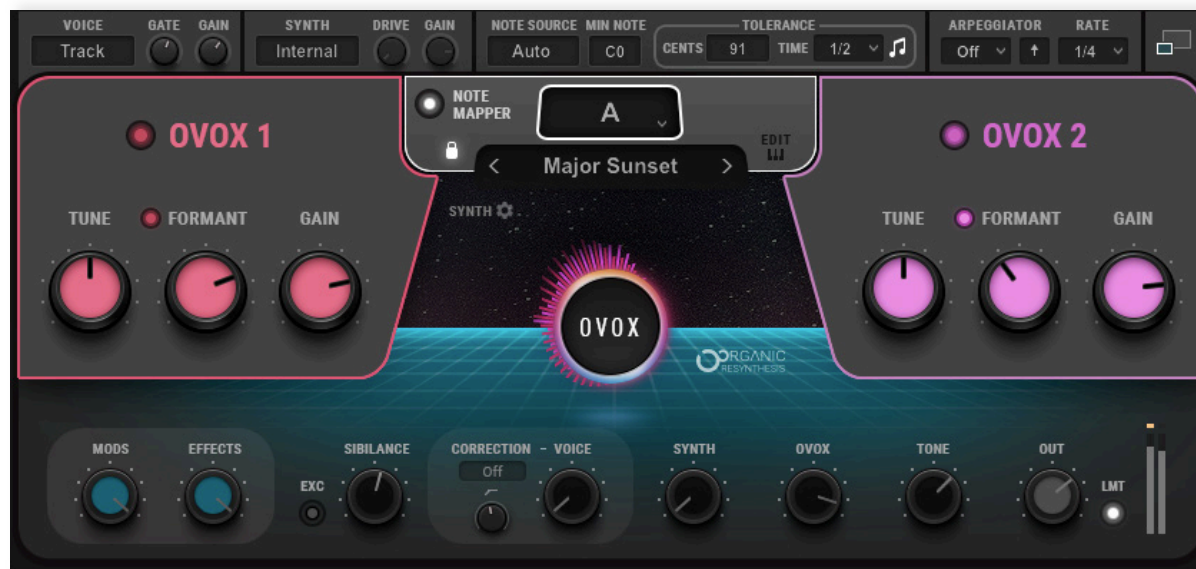 VOICE GATE GAIN SYNTH DRIVE GAIN NOTE SOURCE MIN NOTE TOLERANCE ARPEGGIATOR RATE
Track Internal Auto C0 CENTS 91 TIME 1/2 Off 1/4
NOTE
MAPPER
A
EDIT
Major Sunset
OVOX 1
OVOX 2
SYNTH
TUNE FORMANT GAIN
TUNE FORMANT GAIN
OVOX
ORGANIC
RESYNTHESIS
MODS EFFECTS SIBILANCE CORRECTION - VOICE SYNTH OVOX TONE OUT
Off
EXC
LMT